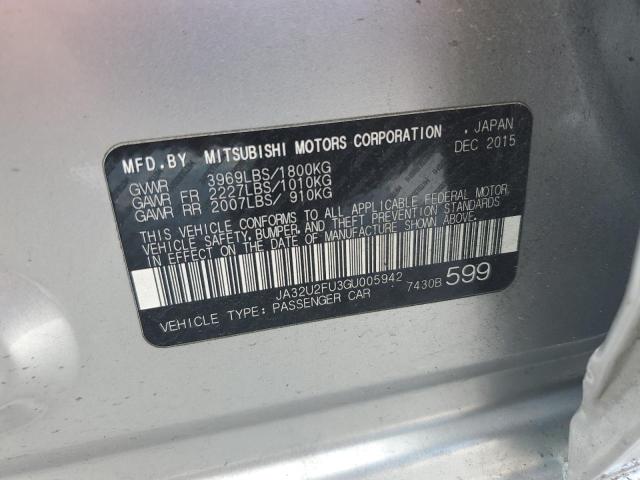 MFD.BY MITSUBISHI MOTORS CORPORATION , JAPAN
DEC 2015
GVWR 3969LBS/1800KG
GAWR FR 2227LBS/1010KG
GAWR RR 2007LBS/ 910KG
THIS VEHICLE CONFORMS TO ALL APPLICABLE FEDERAL MOTOR
VEHICLE SAFETY, BUMPER, AND THEFT PREVENTION STANDARDS
IN EFFECT ON THE DATE OF MANUFACTURE SHOWN ABOVE.
JA32U2FU3GU005942 7430B 599
VEHICLE TYPE: PASSENGER CAR